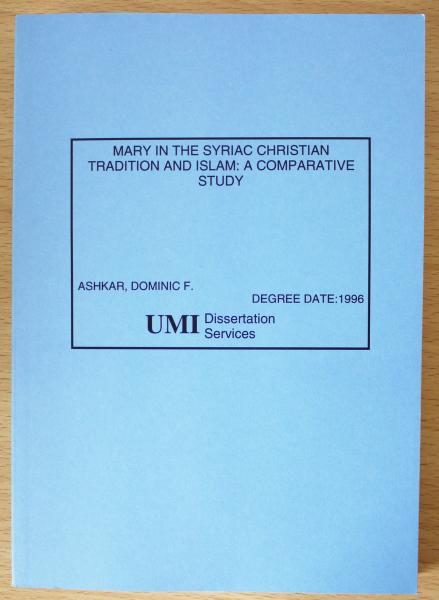 MARY IN THE SYRIAC CHRISTIAN
TRADITION AND ISLAM: A COMPARATIVE
STUDY
ASHKAR, DOMINIC F.
DEGREE DATE:1996
UMI Dissertation
Services